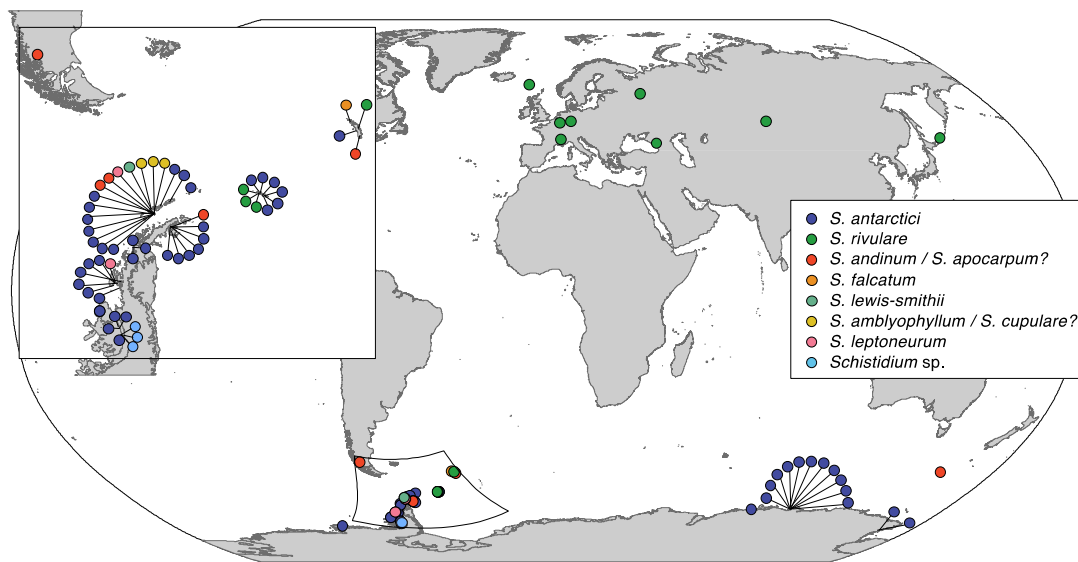 S. antarctici
S. rivulare
S. andinum / S. apocarpum?
S. falcatum
S. lewis-smithii
S. amblyophyllum / S. cupulare?
S. leptoneurum
Schistidium sp.